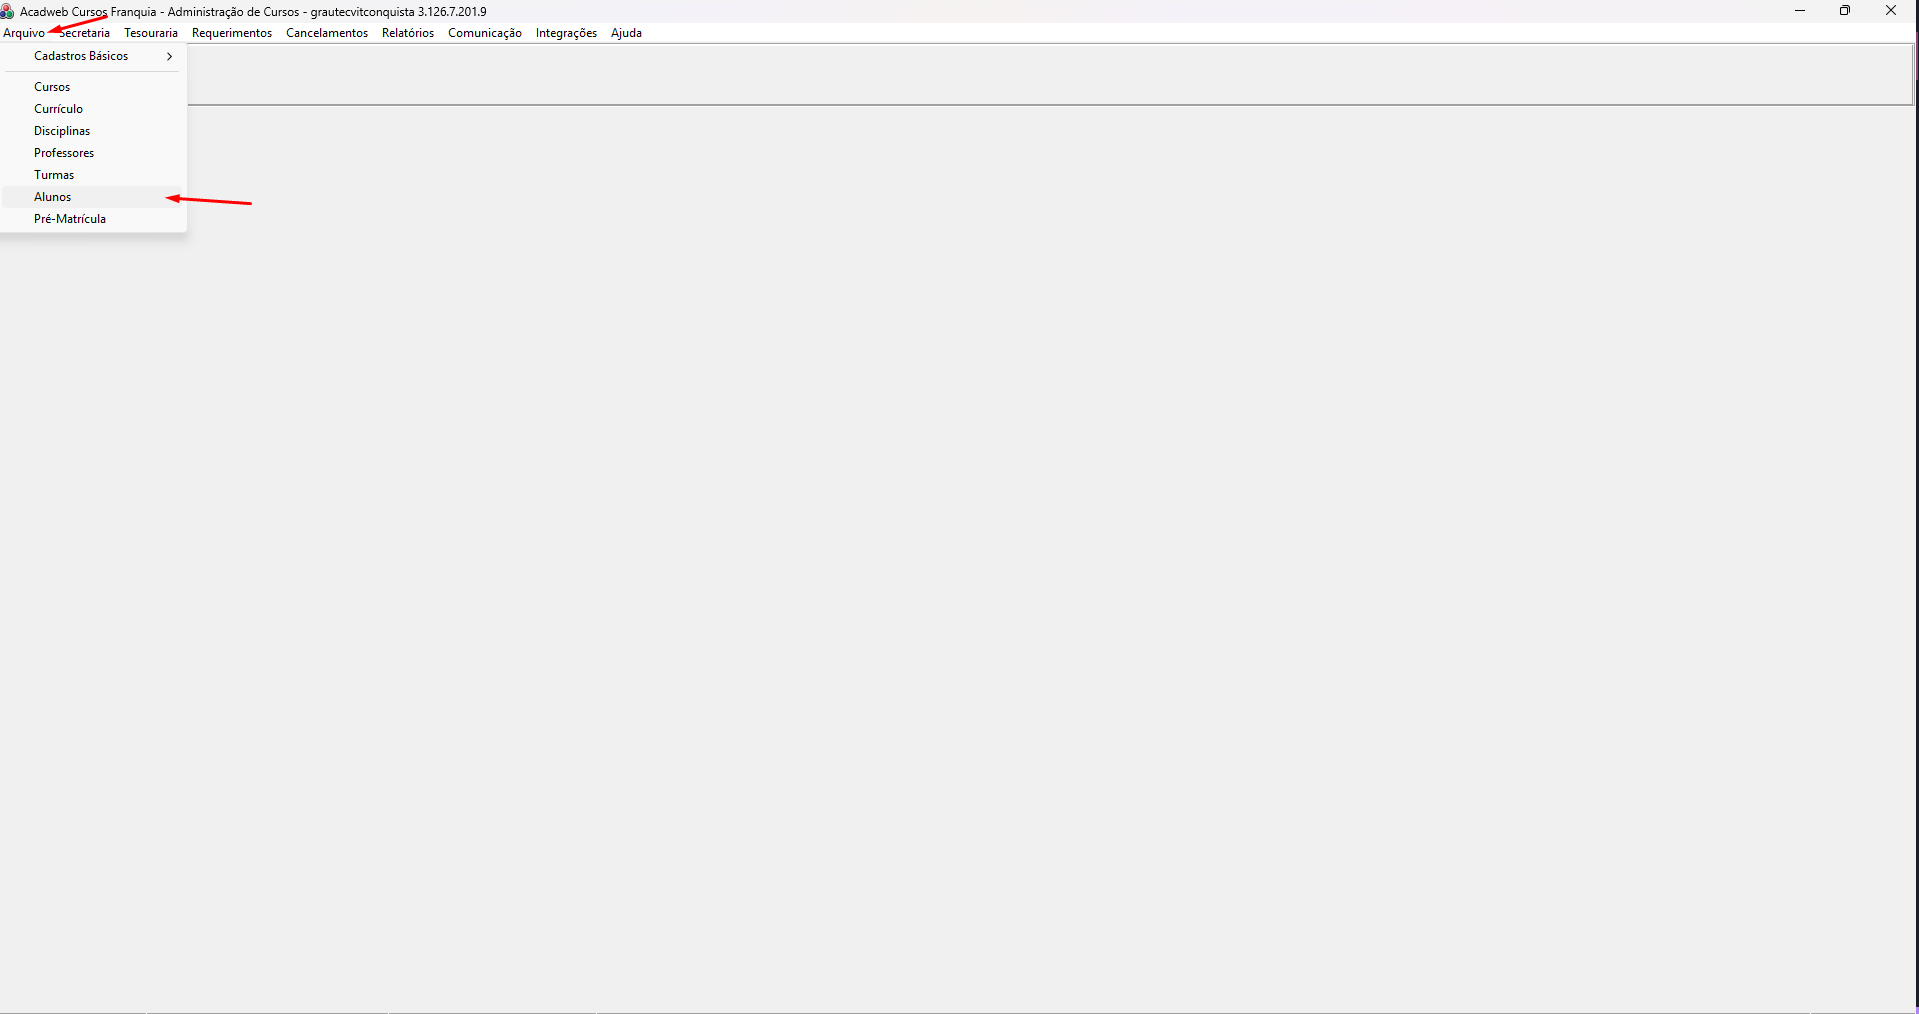 Acadweb Cursos Franquia - Administração de Cursos - grautecvitconquista 3.126.7.201.9
Arquivo Secretaria Tesouraria Requerimentos Cancelamentos Relatórios Comunicação Integrações Ajuda
Cadastros Básicos
Cursos
Currículo
Disciplinas
Professores
Turmas
Alunos
Pré-Matrícula